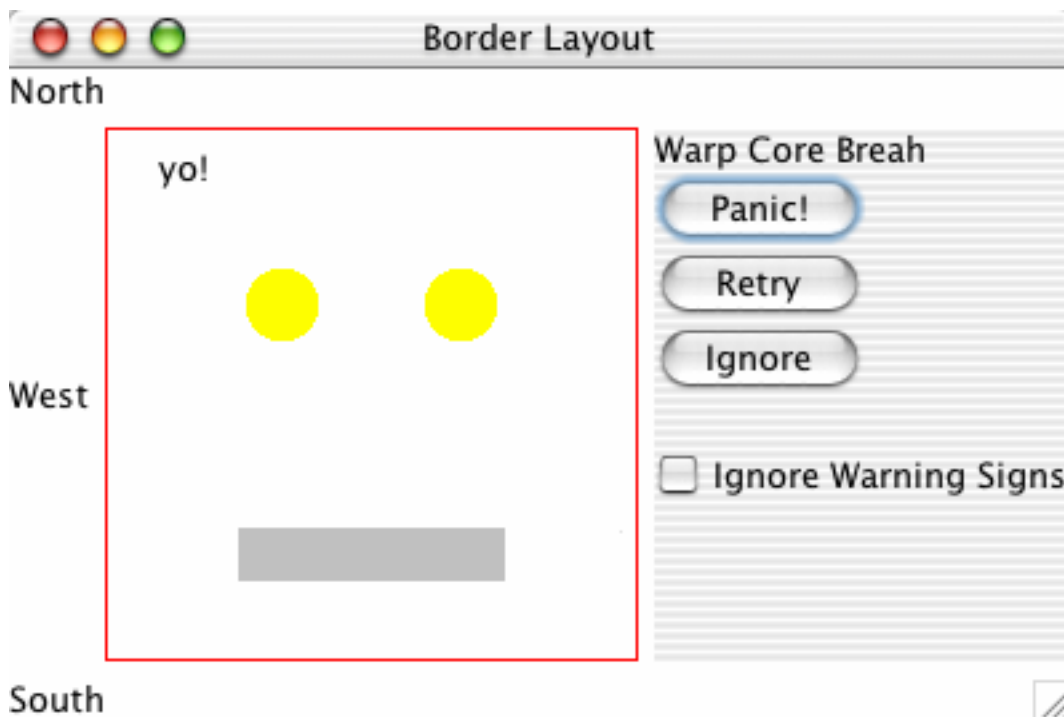 Border Layout
North
yo!
Warp Core Breah
Panic!
Retry
Ignore
West
Ignore Warning Signs
South